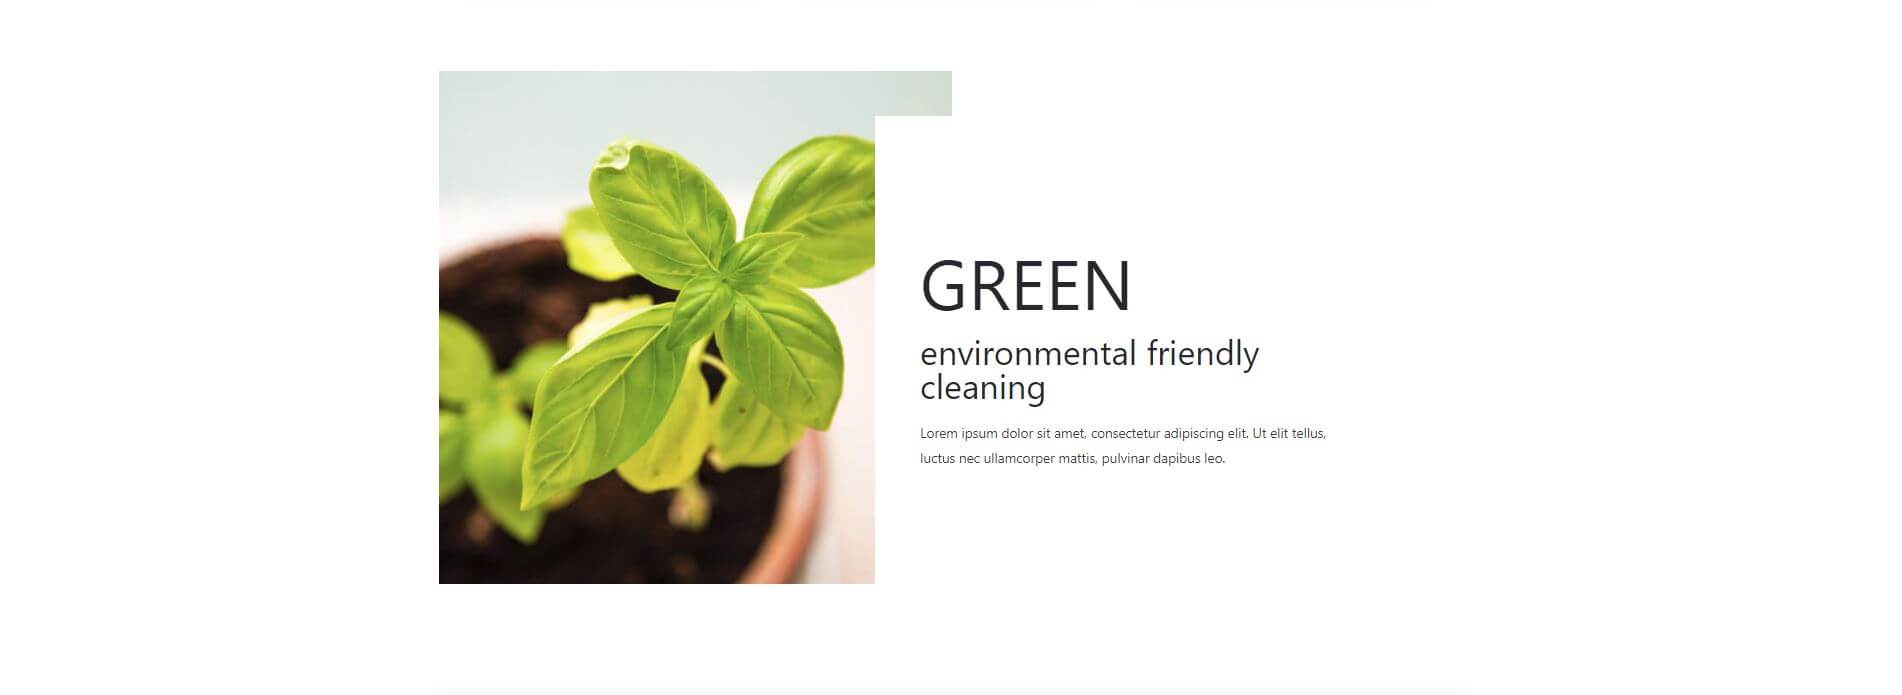 GREEN
environmental friendly
cleaning
Lorem ipsum dolor sit amet, consectetur adipiscing elit. Ut elit tellus,
luctus nec ullamcorper mattis, pulvinar dapibus leo.